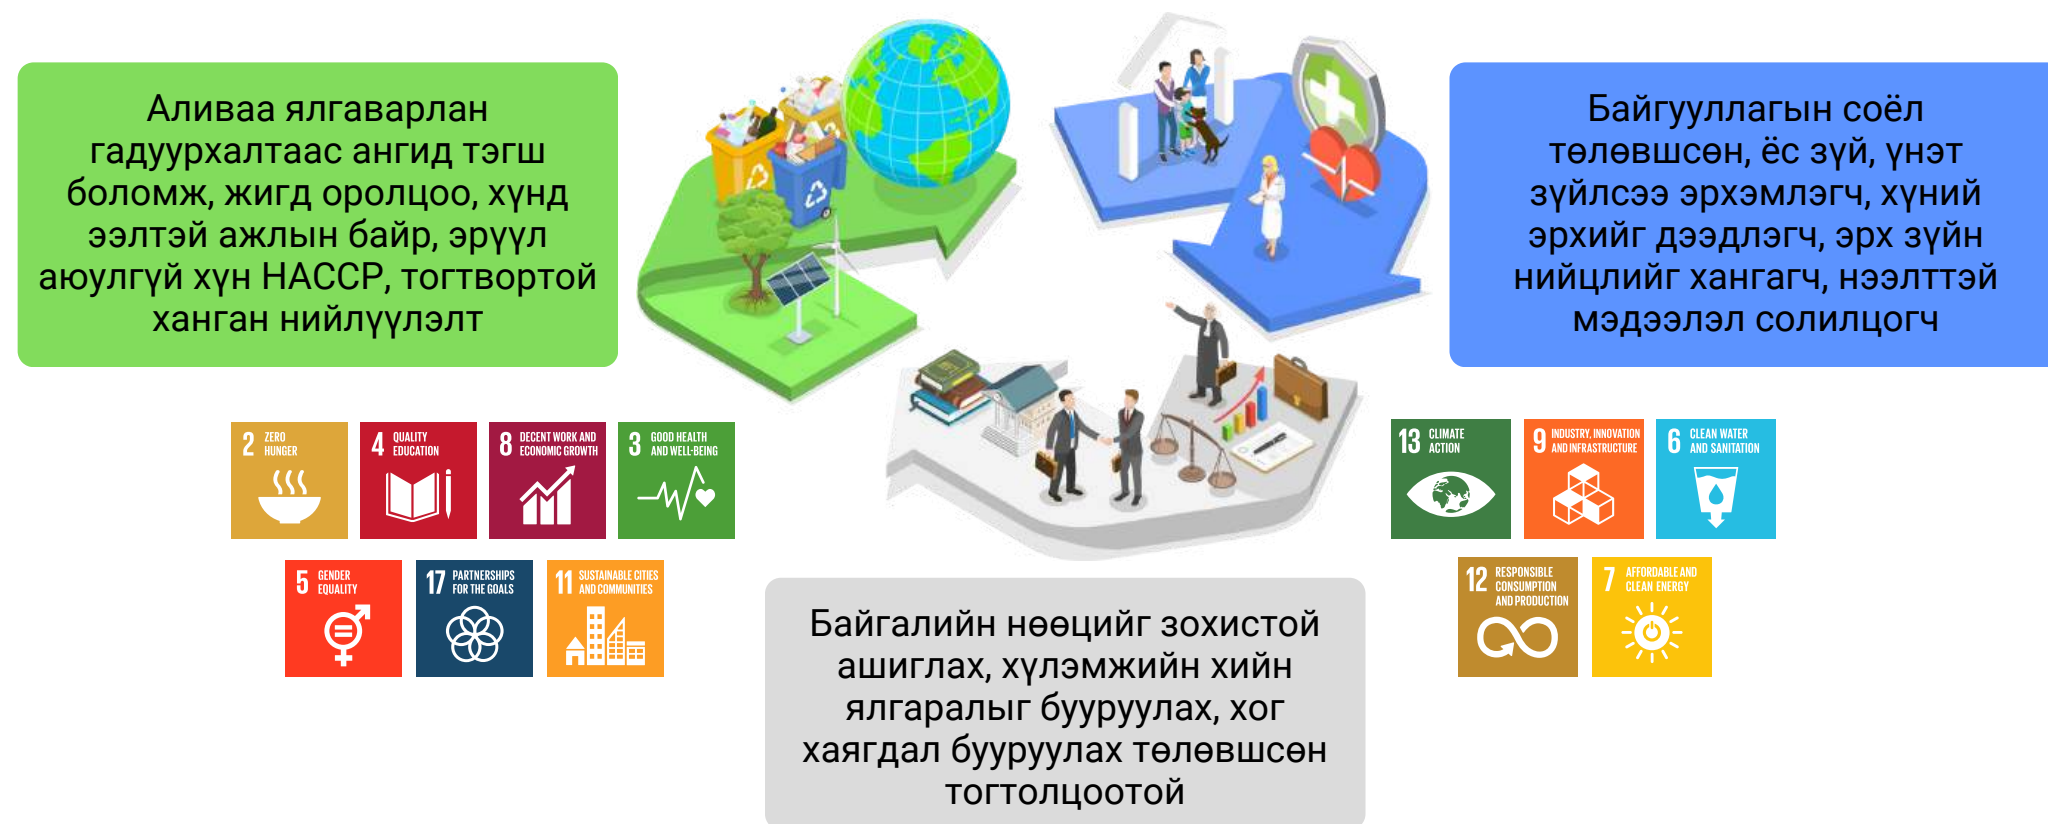 Аливаа ялгаварлан
гадуурхалтаас ангид тэгш
боломж, жигд оролцоо, хүнд
ээлтэй ажлын байр, эрүүл
аюулгүй хүн HACCP, тогтвортой
ханган нийлүүлэлт
Байгууллагын соёл
төлөвшсөн, ёс зүй, үнэт
зүйлсээ эрхэмлэгч, хүний
эрхийг дээдлэгч, эрх зүйн
нийцлийг хангагч, нээлттэй
мэдээлэл солилцогч
2 ZERO
HUNGER
4 QUALITY
EDUCATION
8 DECENT WORK AND
ECONOMIC GROWTH
3 GOOD HEALTH
AND WELL-BEING
5 GENDER
EQUALITY
17 PARTNERSHIPS
FOR THE GOALS
11 SUSTAINABLE CITIES
AND COMMUNITIES
13 CLIMATE
ACTION
9 INDUSTRY, INNOVATION
AND INFRASTRUCTURE
6 CLEAN WATER
AND SANITATION
12 RESPONSIBLE
CONSUMPTION
AND PRODUCTION
7 AFFORDABLE AND
CLEAN ENERGY
Байгалийн нөөцийг зохистой
ашиглах, хүлэмжийн хийн
ялгаралыг бууруулах, хог
хаягдал бууруулах төлөвшсөн
тогтолцоотой